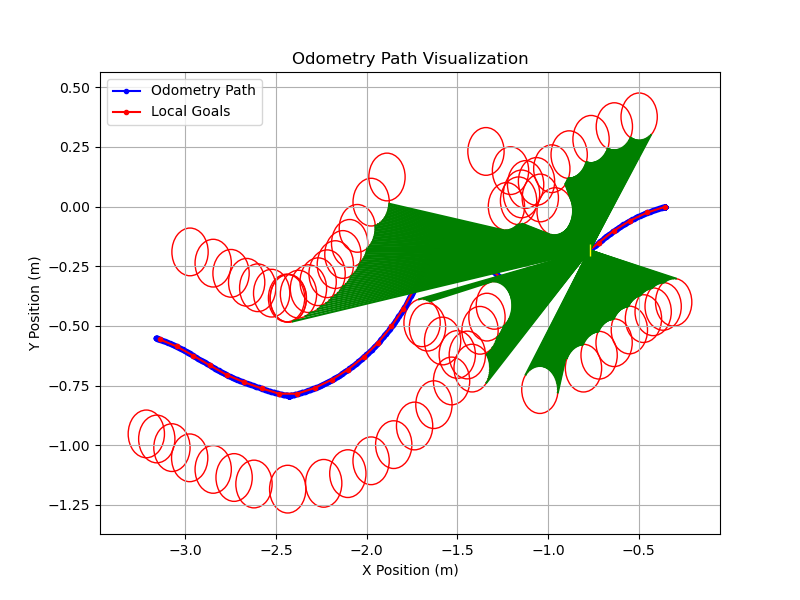 Odometry Path Visualization
Odometry Path
Local Goals
0.50
0.25
0.00
−0.25
−0.50
−0.75
−1.00
−1.25
Y Position (m)
−3.0
−2.5
−2.0
−1.5
−1.0
−0.5
X Position (m)